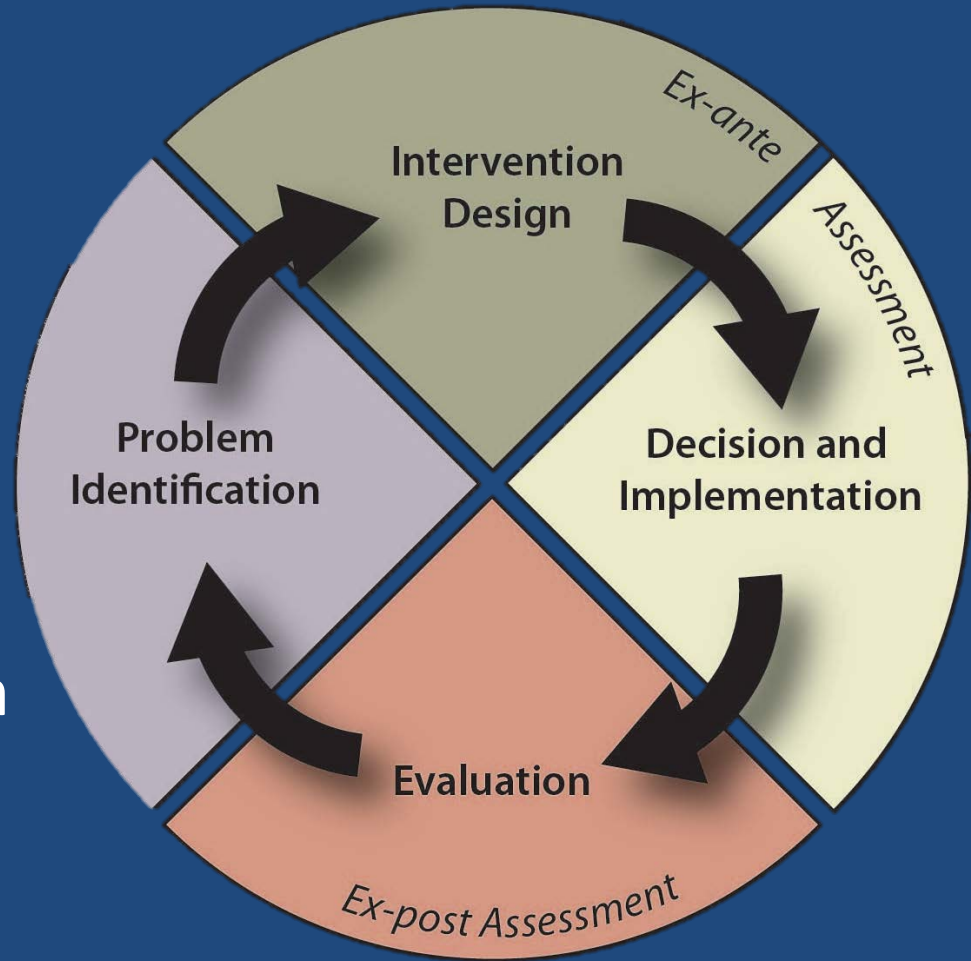 Ex-ante
Intervention
Design
Assessment
Problem
Identification
Decision and
Implementation
Evaluation
Ex-post Assessment